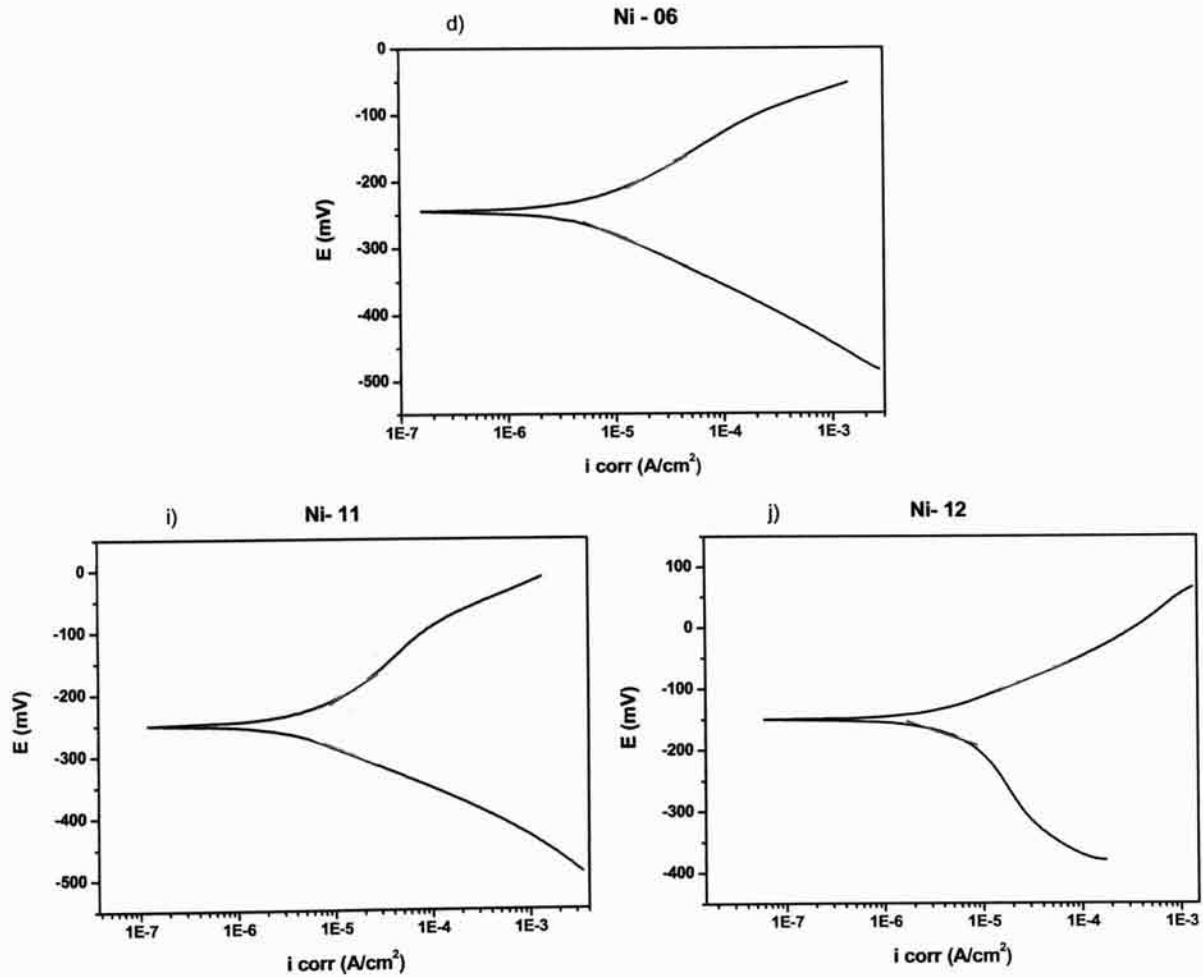 d)
Ni - 06
0
-100
-200
-300
-400
-500
E (mV)
1E-7 1E-6 1E-5 1E-4 1E-3
i corr (A/cm²)
i)
Ni- 11
0
-100
-200
-300
-400
-500
E (mV)
1E-7 1E-6 1E-5 1E-4 1E-3
i corr (A/cm²)
j)
Ni- 12
100
0
-100
-200
-300
-400
E (mV)
1E-7 1E-6 1E-5 1E-4 1E-3
i corr (A/cm²)